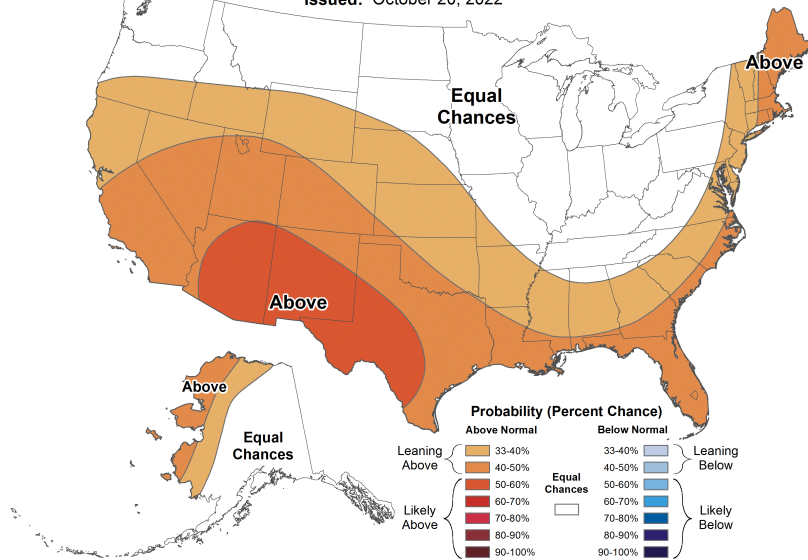 Issued: October 20, 2022
Above
Equal
Chances
Above
Above
Equal
Chances
Probability (Percent Chance)
Above Normal
Below Normal
Leaning
Above
33-40%
40-50%
Likely
Above
50-60%
60-70%
70-80%
80-90%
90-100%
Equal
Chances
33-40%
40-50%
Leaning
Below
50-60%
60-70%
70-80%
80-90%
90-100%
Likely
Below